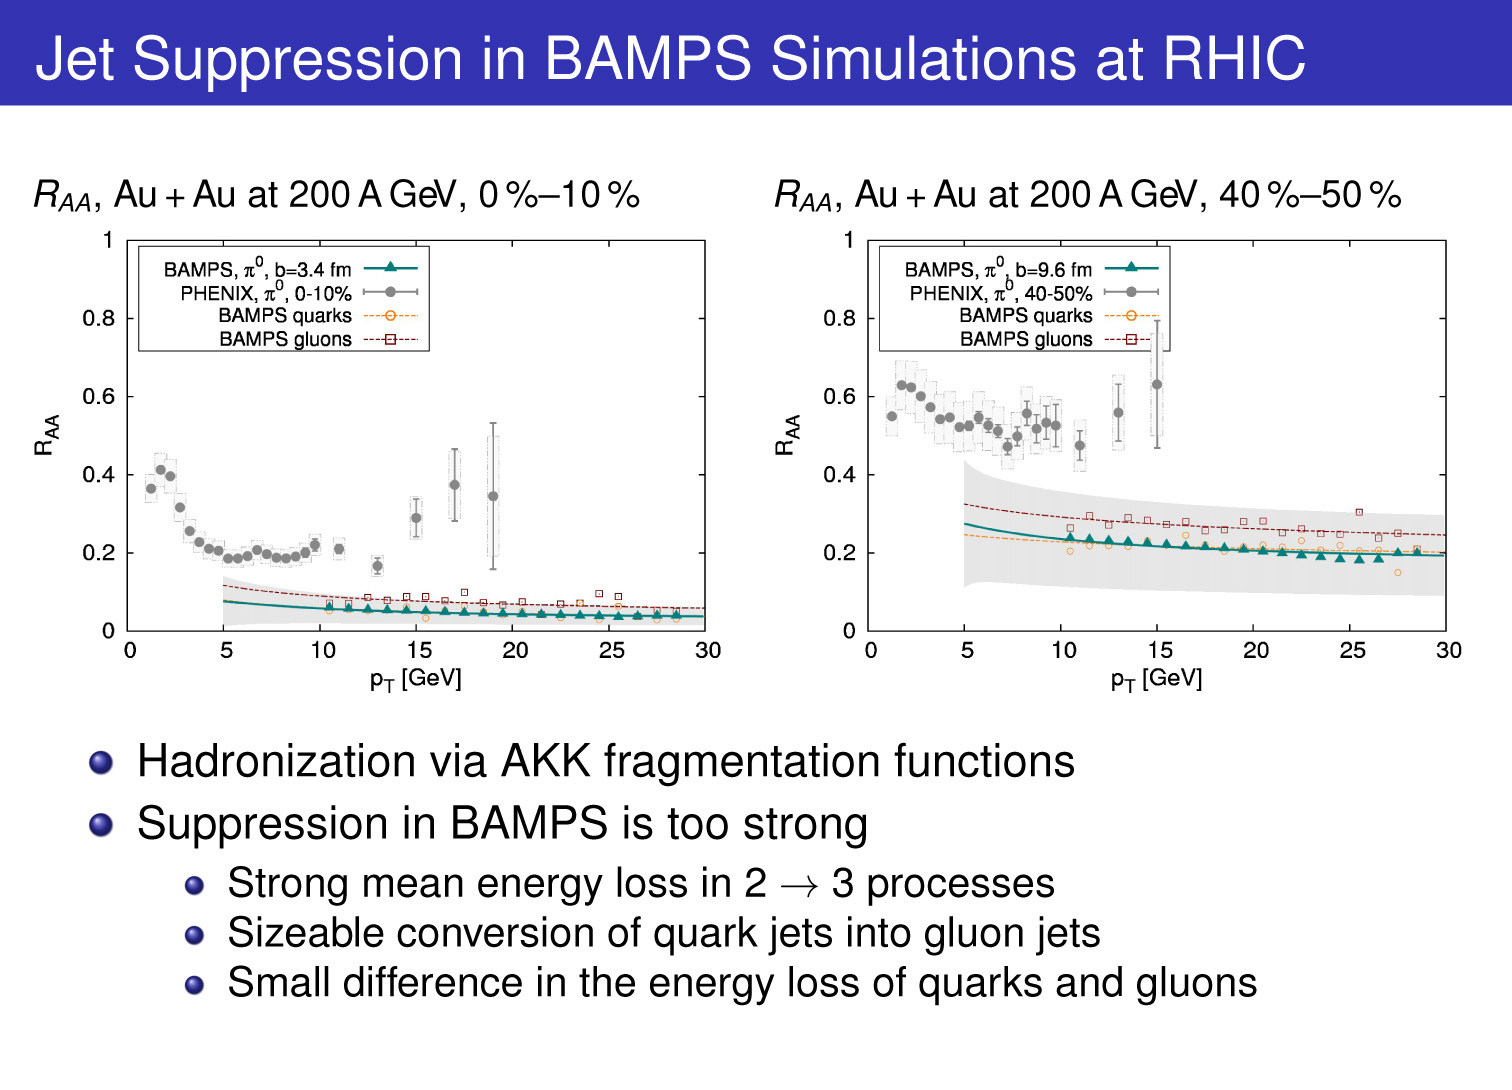 Jet Suppression in BAMPS Simulations at RHIC
R_AA, Au + Au at 200 A GeV, 0 %–10 %
1
0.8
0.6
0.4
0.2
0
R_AA
BAMPS, π^0, b=3.4 fm
PHENIX, π^0, 0-10%
BAMPS quarks
BAMPS gluons
0 5 10 15 20 25 30
p_T [GeV]
R_AA, Au + Au at 200 A GeV, 40 %–50 %
1
0.8
0.6
0.4
0.2
0
R_AA
BAMPS, π^0, b=9.6 fm
PHENIX, π^0, 40-50%
BAMPS quarks
BAMPS gluons
0 5 10 15 20 25 30
p_T [GeV]
Hadronization via AKK fragmentation functions
Suppression in BAMPS is too strong
Strong mean energy loss in 2 → 3 processes
Sizeable conversion of quark jets into gluon jets
Small difference in the energy loss of quarks and gluons